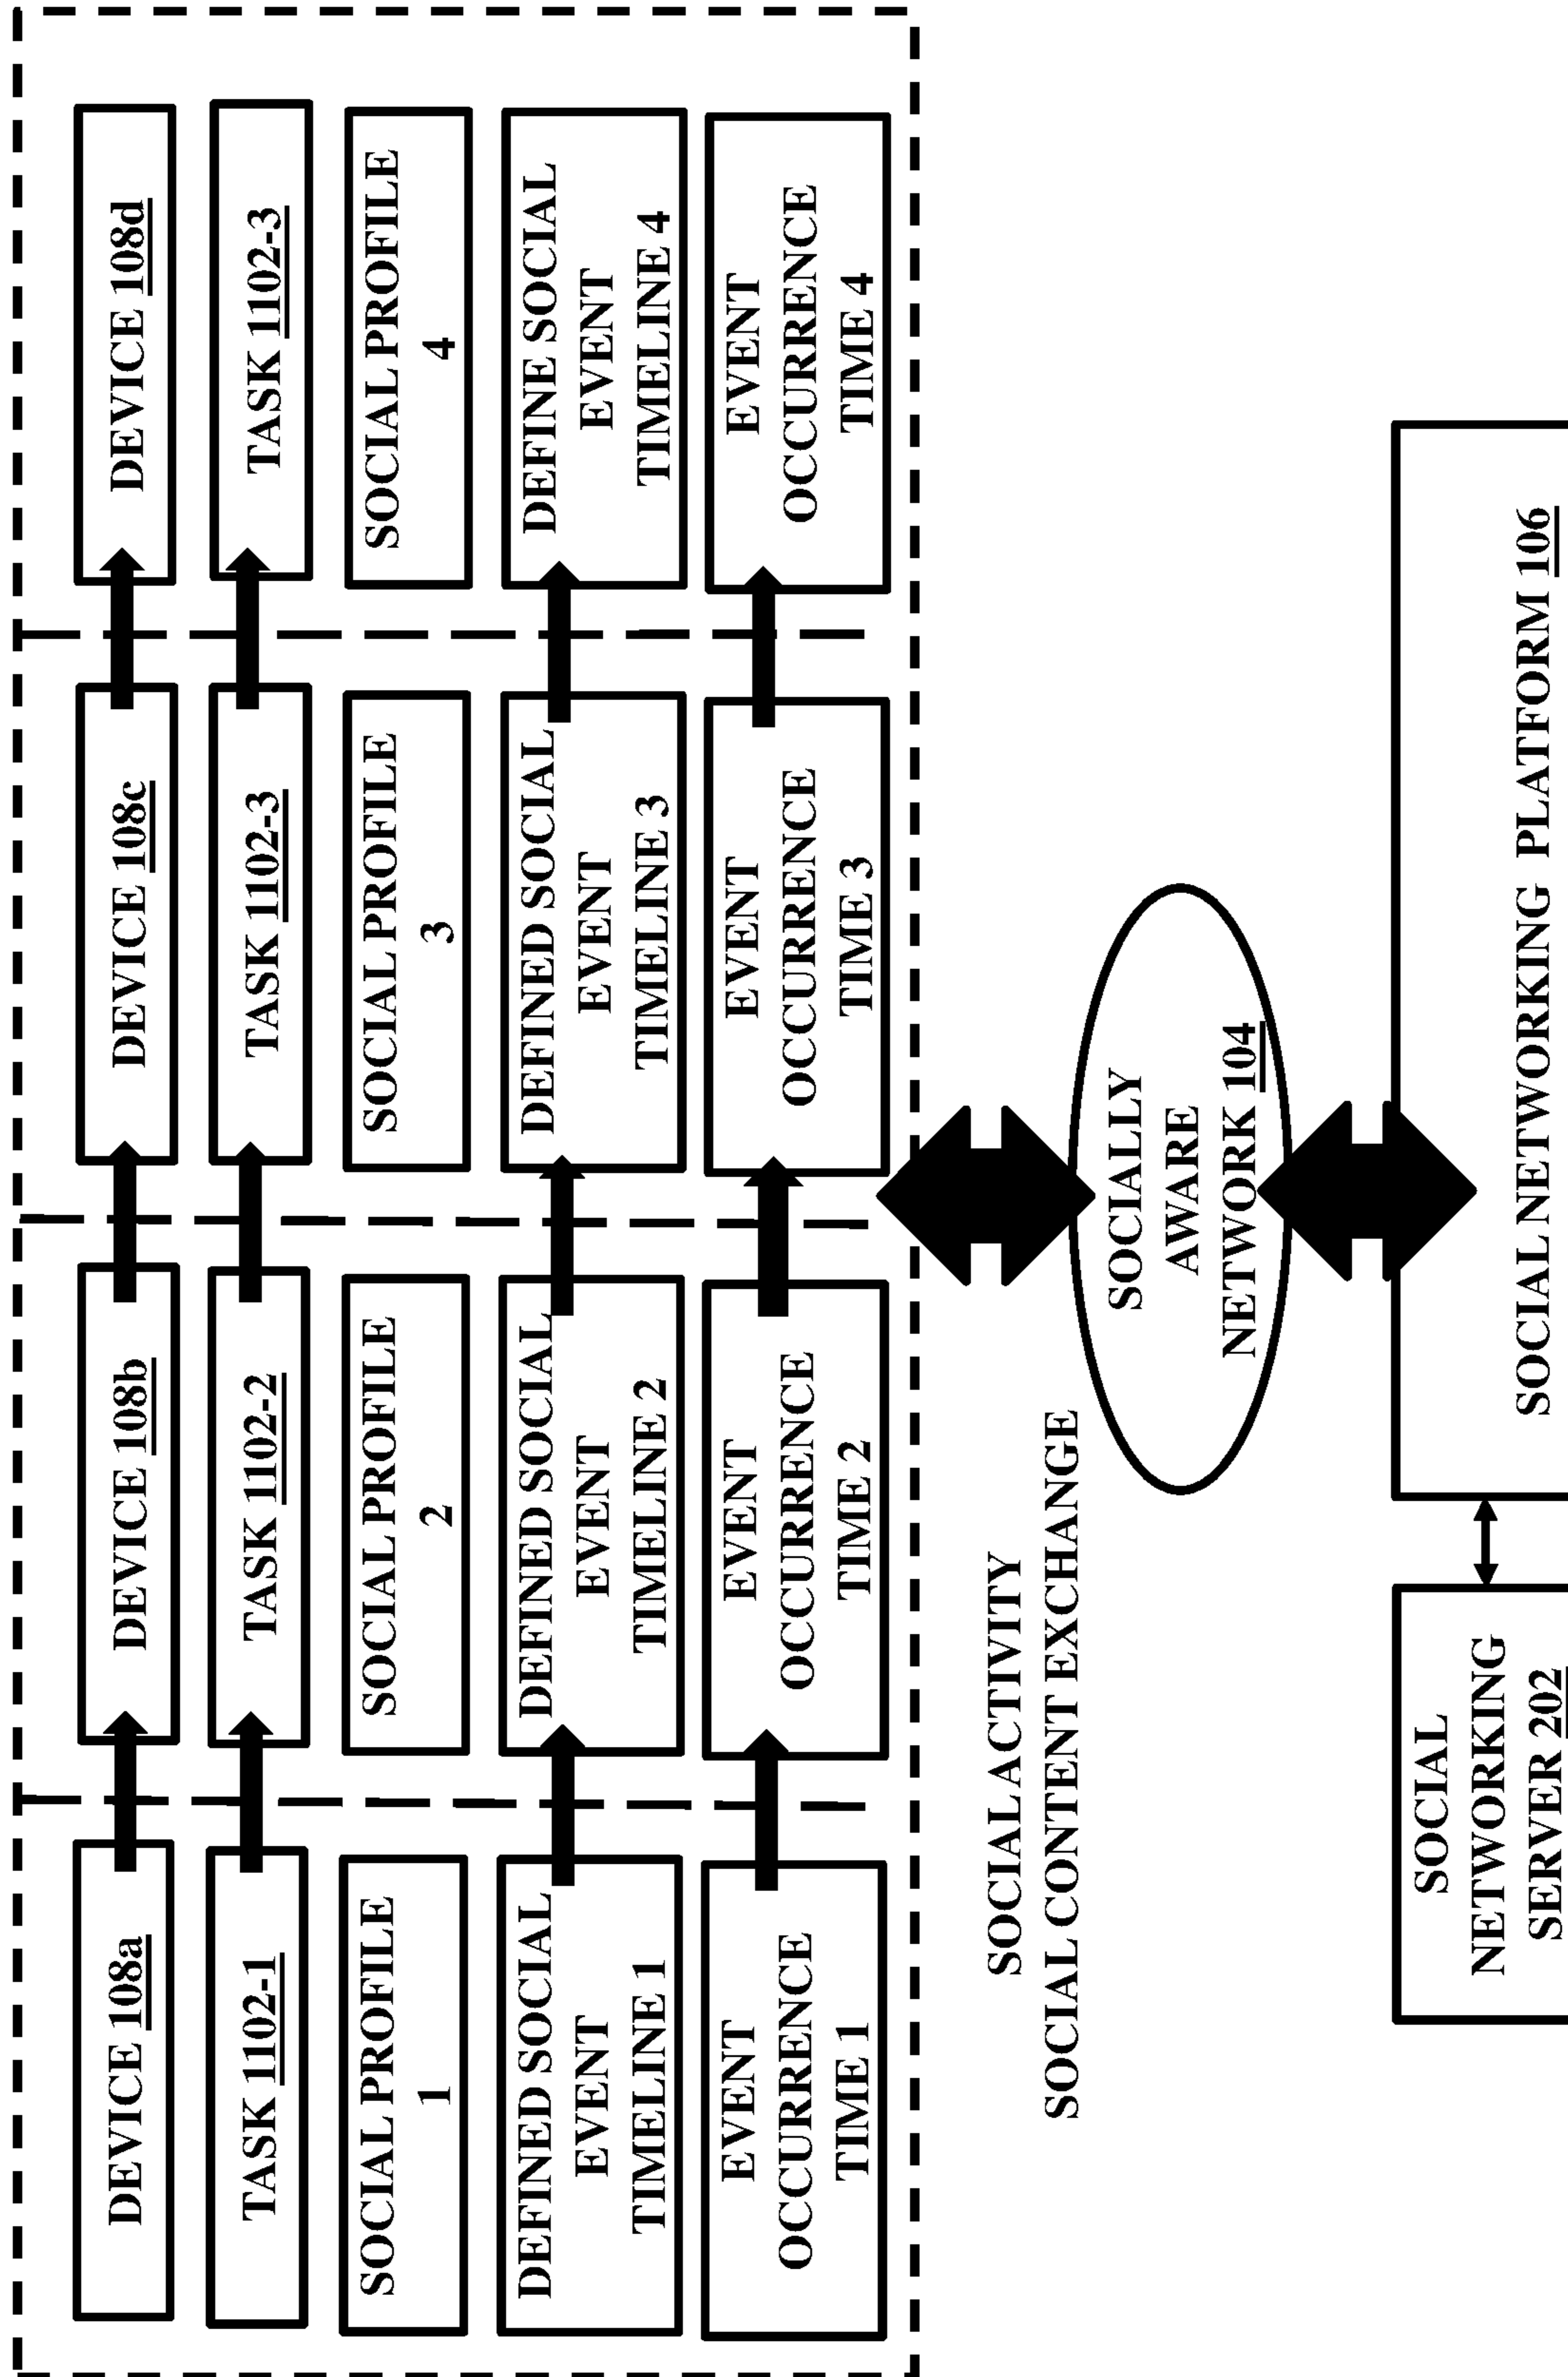 DEVICE 108a
TASK 1102-1
SOCIAL PROFILE
1
DEFINED SOCIAL
EVENT
TIMELINE 1
EVENT
OCCURRENCE
TIME 1
DEVICE 108b
TASK 1102-2
SOCIAL PROFILE
2
DEFINED SOCIAL
EVENT
TIMELINE 2
EVENT
OCCURRENCE
TIME 2
DEVICE 108c
TASK 1102-3
SOCIAL PROFILE
3
DEFINED SOCIAL
EVENT
TIMELINE 3
EVENT
OCCURRENCE
TIME 3
DEVICE 108d
TASK 1102-3
SOCIAL PROFILE
4
DEFINE SOCIAL
EVENT
TIMELINE 4
EVENT
OCCURRENCE
TIME 4
SOCIAL ACTIVITY
SOCIAL CONTENT EXCHANGE
SOCIALLY
AWARE
NETWORK 104
SOCIAL
NETWORKING
SERVER 202
SOCIAL NETWORKING PLATFORM 106